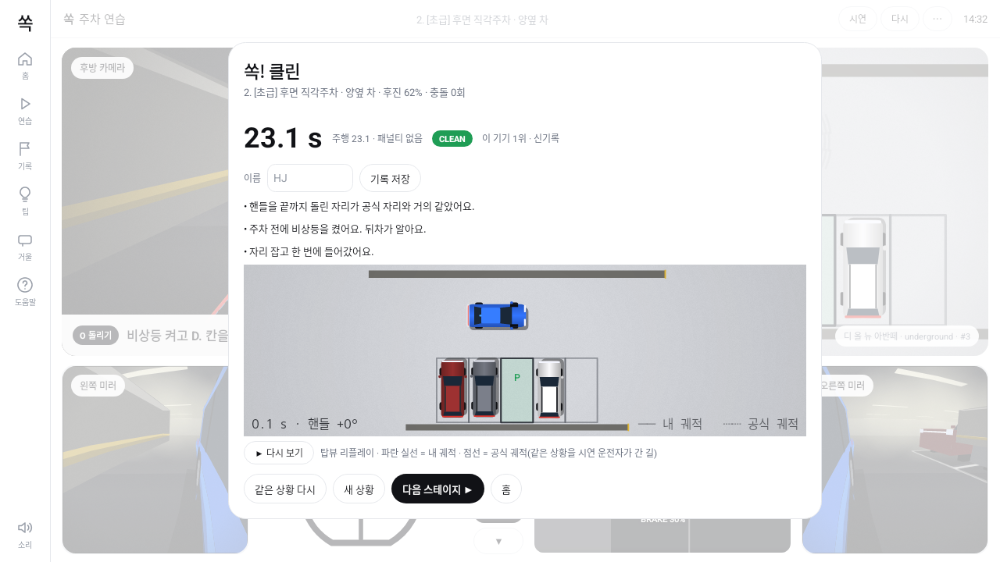 쏙
홈
연습
기록
팁
거울
도움말
소리
쏙 주차 연습
2. [초급] 후면 직각주차 · 양옆 차
시연
다시
···
14:32
후방 카메라
쏙! 클린
2. [초급] 후면 직각주차 · 양옆 차 · 후진 62% · 충돌 0회
23.1 s
주행 23.1 · 패널티 없음
CLEAN
이 기기 1위 · 신기록
이름
HJ
기록 저장
• 핸들을 끝까지 돌린 자리가 공식 자리와 거의 같았어요.
• 주차 전에 비상등을 켰어요. 뒤차가 알아요.
• 자리 잡고 한 번에 들어갔어요.
P
0.1 s · 핸들 +0°
내 궤적
공식 궤적
► 다시 보기
탑뷰 리플레이 · 파란 실선 = 내 궤적 · 점선 = 공식 궤적(같은 상황을 시연 운전자가 간 길)
같은 상황 다시
새 상황
다음 스테이지 ►
홈
0 돌리기
비상등 켜고 D. 칸을
디 올 뉴 아반떼 · underground · #3
왼쪽 미러
오른쪽 미러
BRAKE 30%
▼